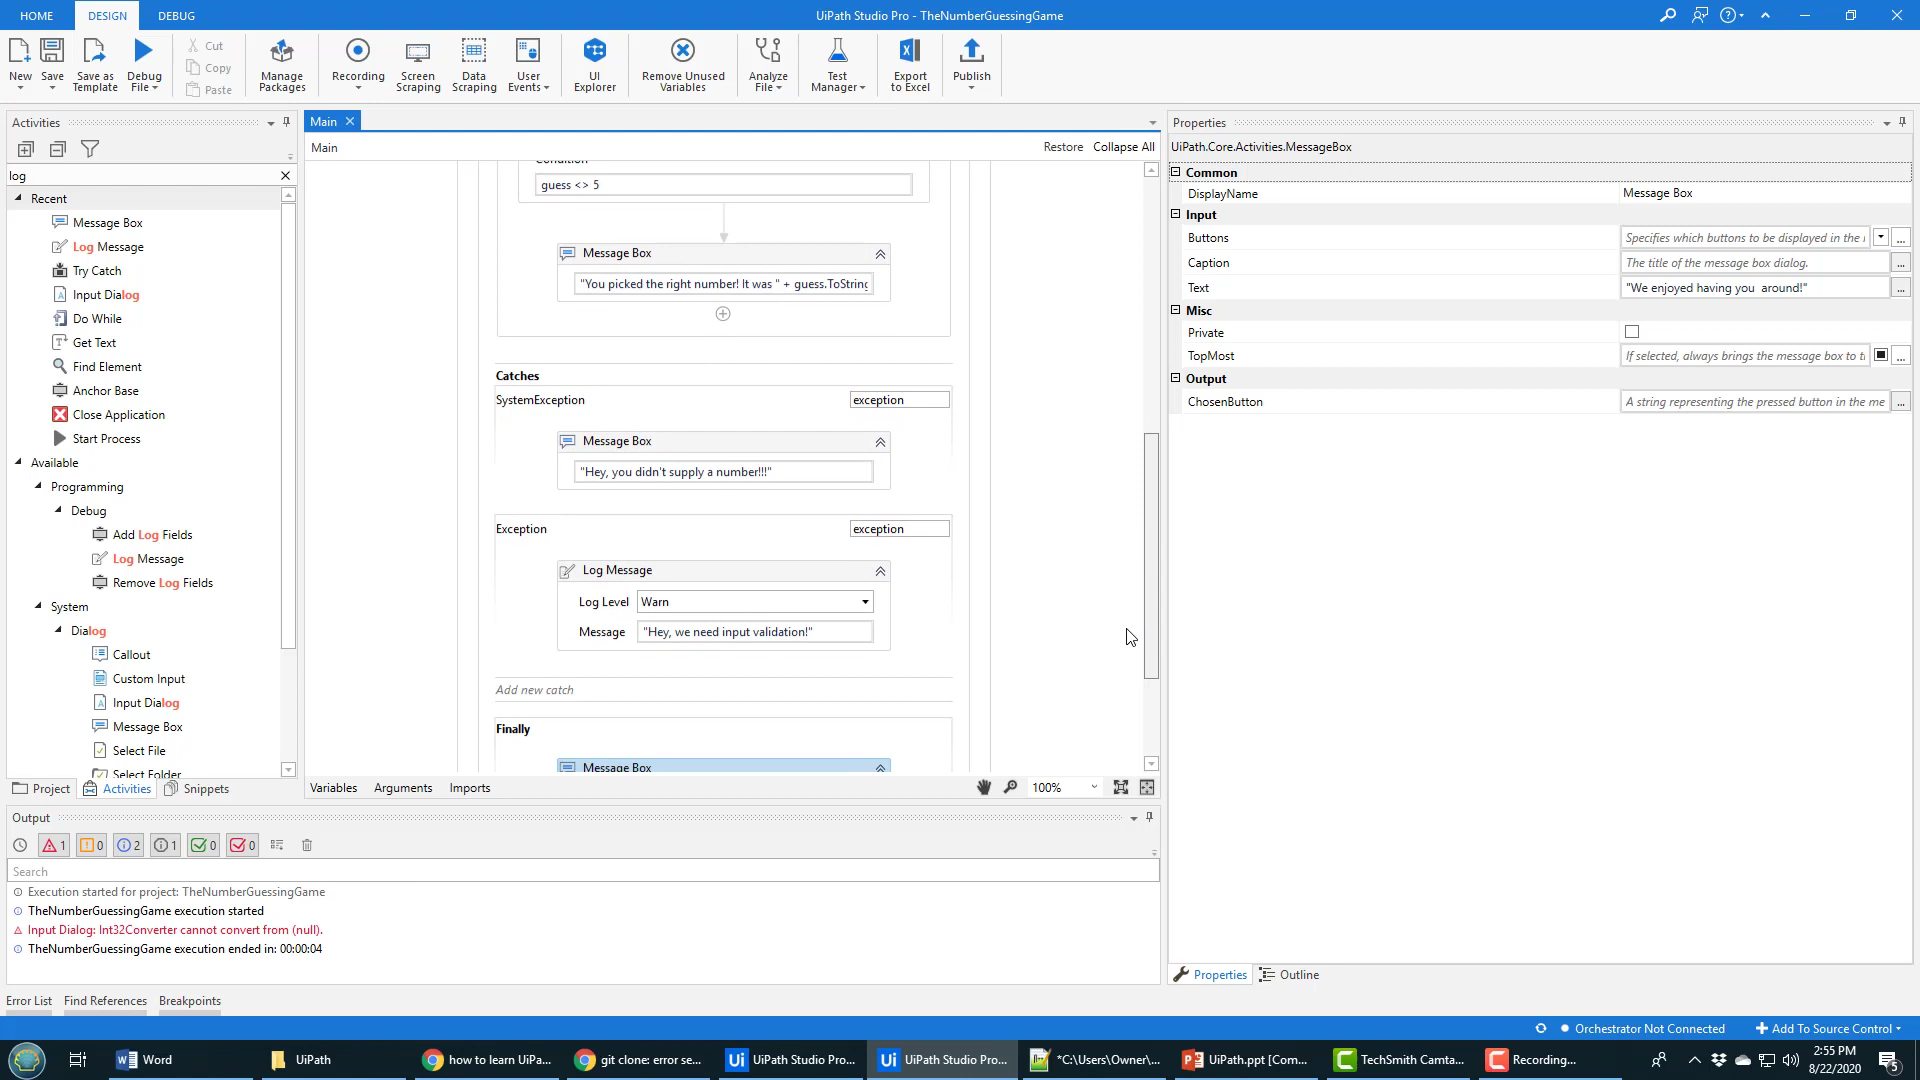 HOME DESIGN DEBUG UiPath Studio Pro - TheNumberGuessingGame
New Save Save as Template Debug File Cut Copy Paste Manage Packages Recording Screen Scraping Data Scraping User Events UI Explorer Remove Unused Variables Analyze File Test Manager Export to Excel Publish
Activities
log
Recent
Message Box
Log Message
Try Catch
Input Dialog
Do While
Get Text
Find Element
Anchor Base
Close Application
Start Process
Available
Programming
Debug
Add Log Fields
Log Message
Remove Log Fields
System
Dialog
Callout
Custom Input
Input Dialog
Message Box
Select File
Select Folder
Project Activities Snippets
Main
Main Restore Collapse All
Condition
guess <> 5
Message Box
"You picked the right number! It was " + guess.ToString
Catches
SystemException exception
Message Box
"Hey, you didn't supply a number!!!"
Exception exception
Log Message
Log Level Warn
Message "Hey, we need input validation!"
Add new catch
Finally
Message Box
Variables Arguments Imports 100%
Properties
UiPath.Core.Activities.MessageBox
Common
DisplayName Message Box
Input
Buttons Specifies which buttons to be displayed in the
Caption The title of the message box dialog.
Text "We enjoyed having you  around!"
Misc
Private
TopMost If selected, always brings the message box to t
Output
ChosenButton A string representing the pressed button in the me
Properties Outline
Output
1 0 2 1 0 0
Search
Execution started for project: TheNumberGuessingGame
TheNumberGuessingGame execution started
Input Dialog: Int32Converter cannot convert from (null).
TheNumberGuessingGame execution ended in: 00:00:04
Error List Find References Breakpoints
Orchestrator Not Connected Add To Source Control
Word UiPath how to learn UiPa... git clone: error se... UiPath Studio Pro... UiPath Studio Pro... *C:\Users\Owner\... UiPath.ppt [Com... TechSmith Camta... Recording... 2:55 PM
8/22/2020 5